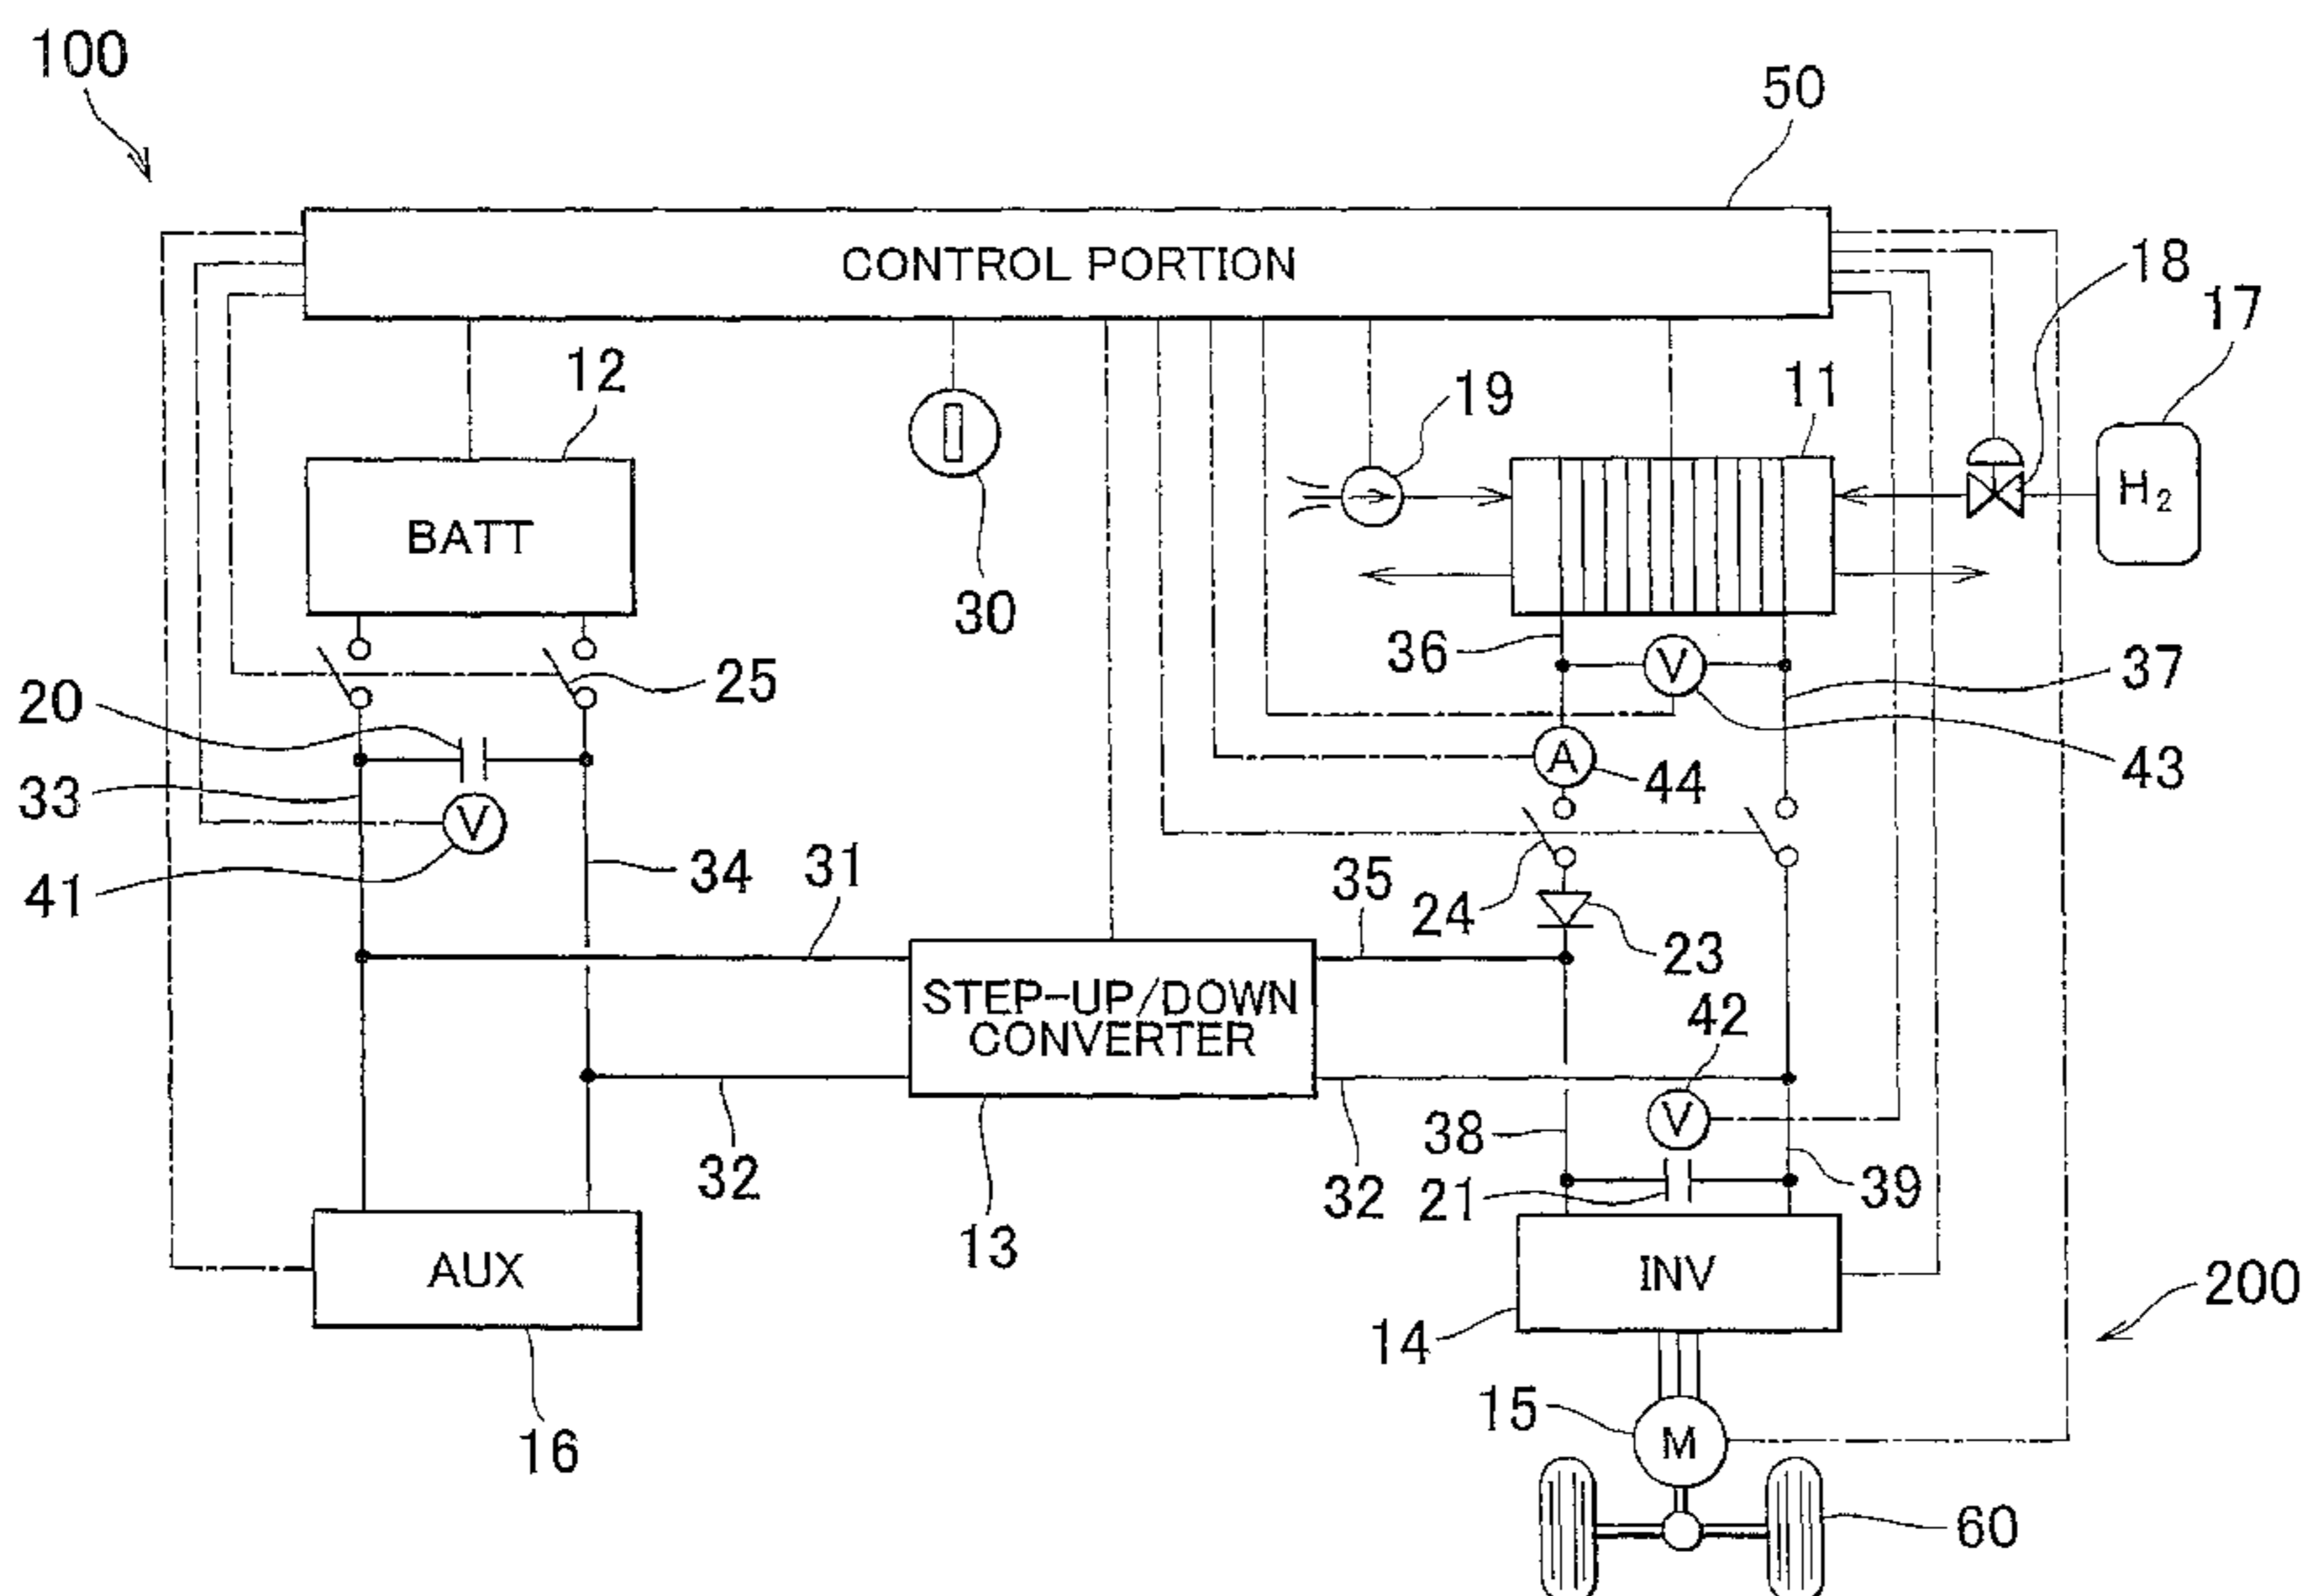 100
50
CONTROL PORTION
18
17
12
19
11
H2
BATT
30
36
37
25
20
V
33
A
44
43
V
41
34
31
35
24
23
STEP-UP/DOWN
CONVERTER
42
V
38
32
32
21
39
13
AUX
INV
200
14
15
M
16
60